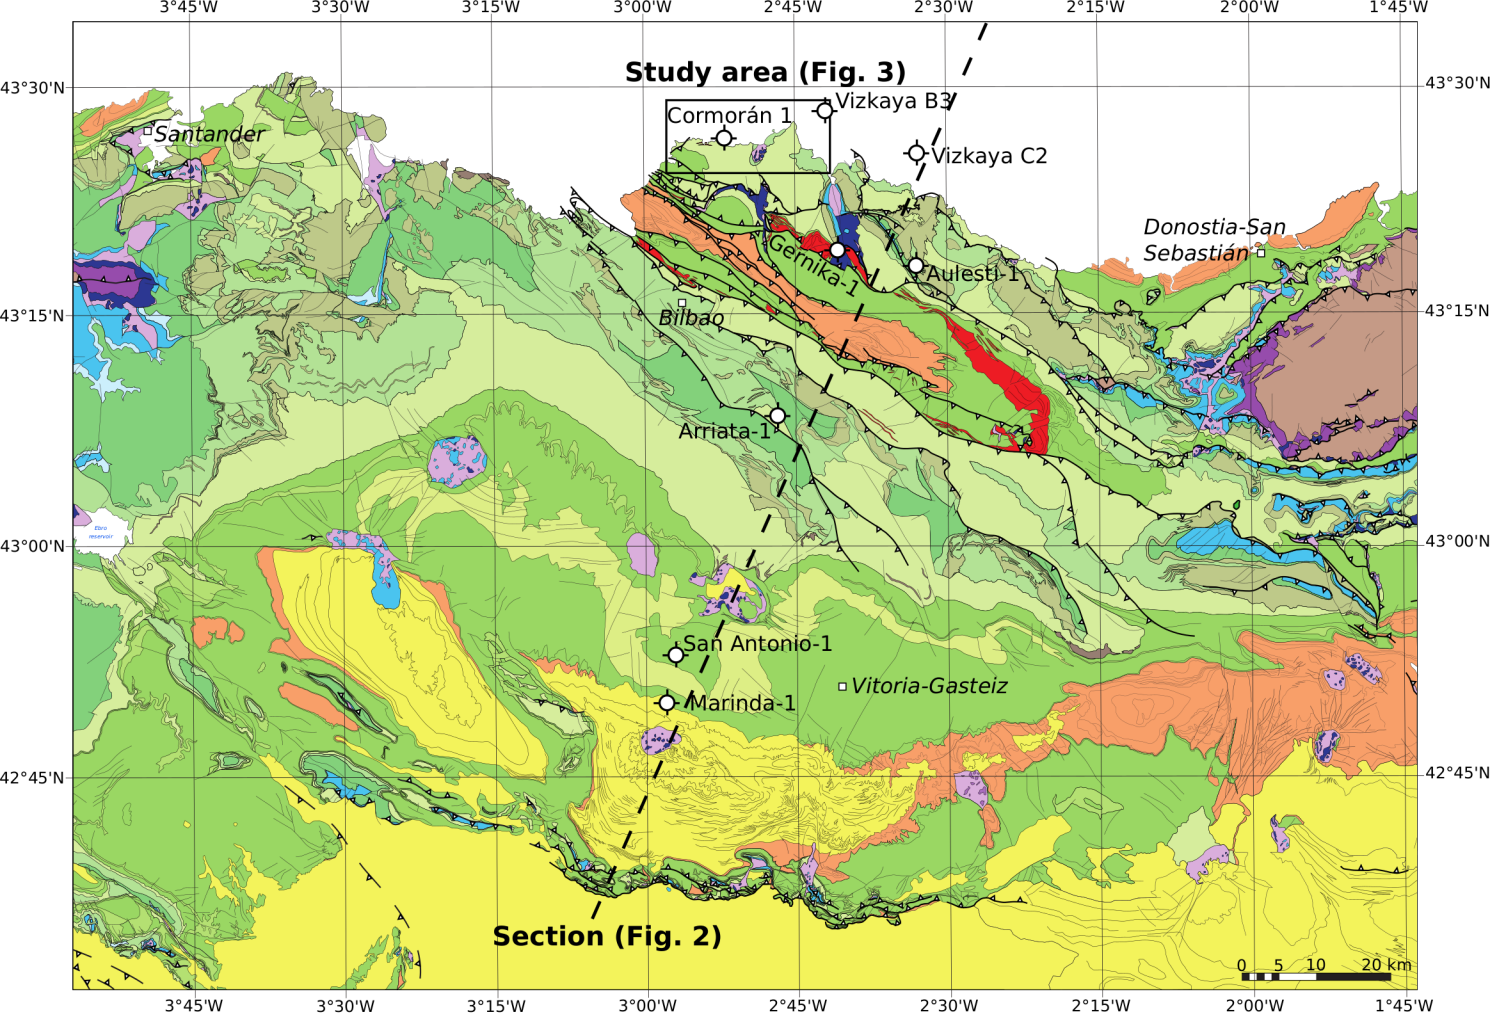 3°45'W 3°30'W 3°15'W 3°00'W 2°45'W 2°30'W 2°15'W 2°00'W 1°45'W
Study area (Fig. 3)
43°30'N
43°30'N
Vizkaya B3
Cormorán 1
Santander
Vizkaya C2
Donostia-San
Sebastián
Gernika-1
Aulesti-1
43°15'N
43°15'N
Bilbao
Arriata-1
Ebro
reservoir
43°00'N
43°00'N
San Antonio-1
Vitoria-Gasteiz
Marinda-1
42°45'N
42°45'N
Section (Fig. 2)
0 5 10 20 km
3°45'W 3°30'W 3°15'W 3°00'W 2°45'W 2°30'W 2°15'W 2°00'W 1°45'W